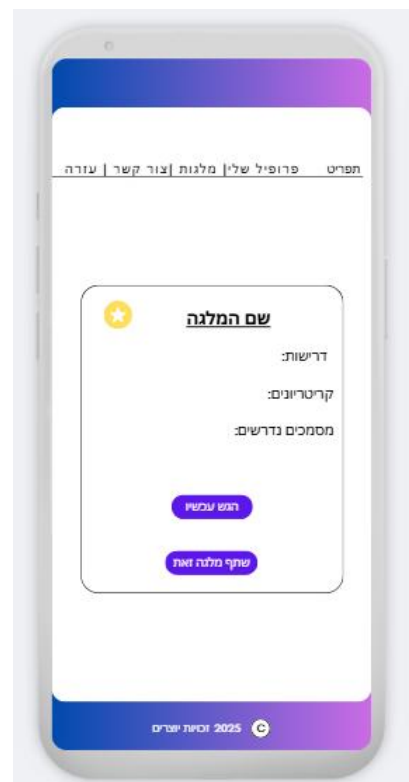 תפריט פרופיל שלי| מלגות |צור קשר | עזרה
שם המלגה
דרישות:
קריטריונים:
מסמכים נדרשים:
הגש עכשיו
שתף מלגה זאת
© 2025 זכויות יוצרים